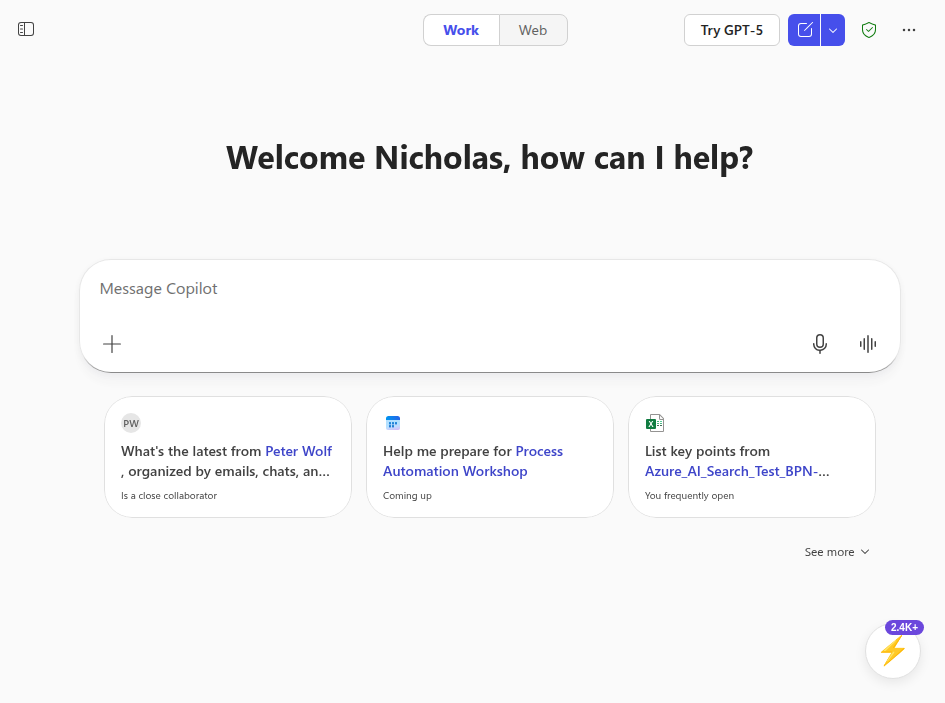 Work
Web
Try GPT-5
Welcome Nicholas, how can I help?
Message Copilot
PW
What's the latest from Peter Wolf
, organized by emails, chats, an...
Is a close collaborator
Help me prepare for Process
Automation Workshop
Coming up
X
List key points from
Azure_AI_Search_Test_BPN-...
You frequently open
See more
2.4K+